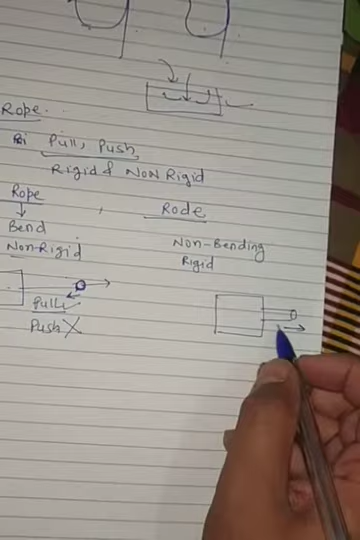 Rope.
Pull, Push
Rigid & NON Rigid
Rope
Rode
Bend
Non-Bending
Non-Rigid
Rigid
Pull ✓
Push X